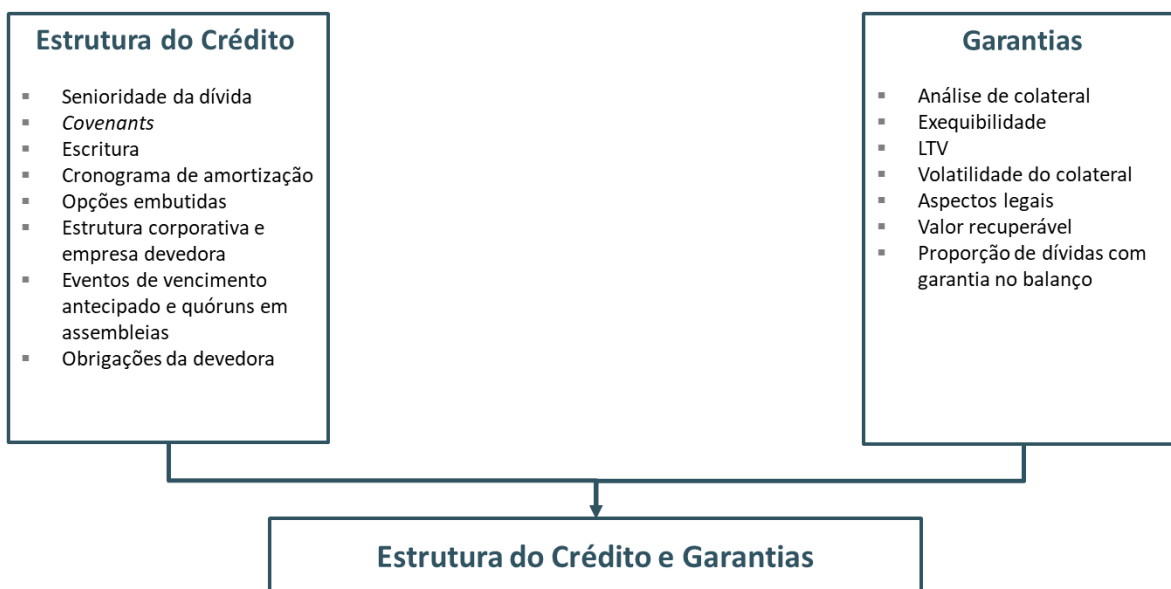 Estrutura do Crédito
▪ Senioridade da dívida
▪ Covenants
▪ Escritura
▪ Cronograma de amortização
▪ Opções embutidas
▪ Estrutura corporativa e
empresa devedora
▪ Eventos de vencimento
antecipado e quóruns em
assembleias
▪ Obrigações da devedora
Garantias
▪ Análise de colateral
▪ Exequibilidade
▪ LTV
▪ Volatilidade do colateral
▪ Aspectos legais
▪ Valor recuperável
▪ Proporção de dívidas com
garantia no balanço
Estrutura do Crédito e Garantias